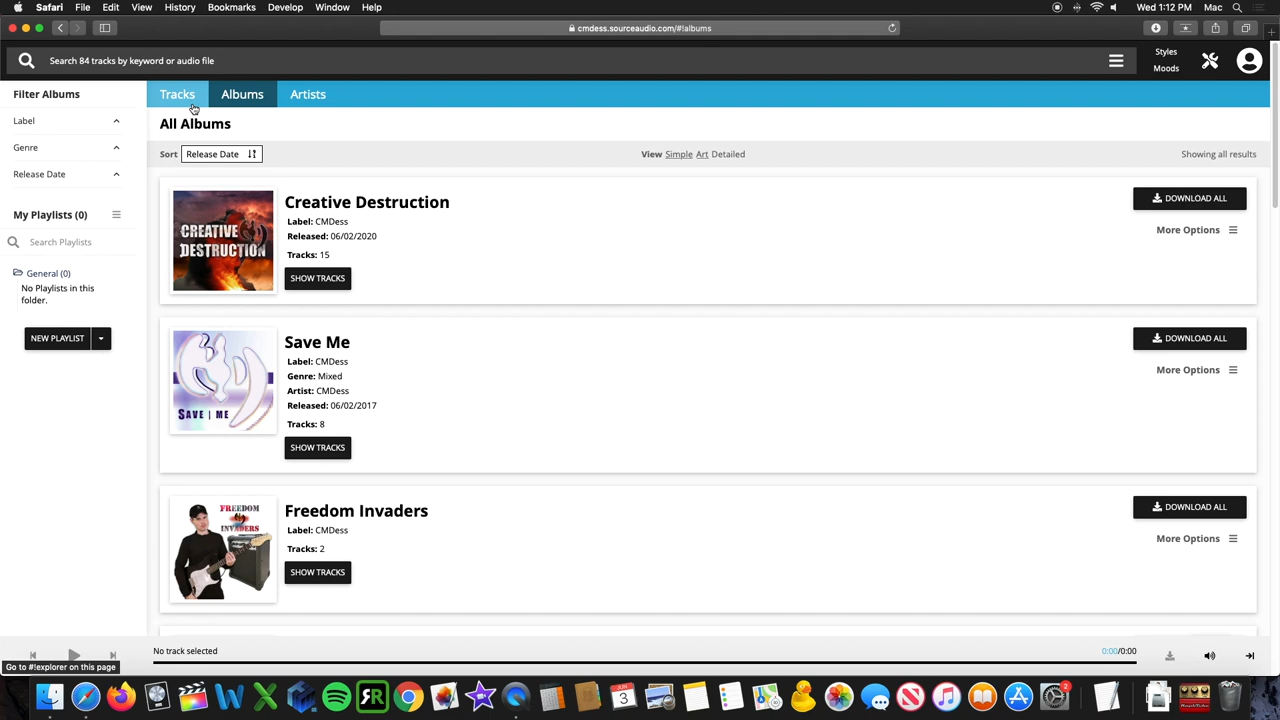 Safari File Edit View History Bookmarks Develop Window Help Wed 1:12 PM Mac
cmdess.sourceaudio.com/#!albums
Search 84 tracks by keyword or audio file
Styles
Moods
Filter Albums
Tracks Albums Artists
Label
All Albums
Genre
Sort Release Date View Simple Art Detailed Showing all results
Release Date
My Playlists (0)
Search Playlists
General (0)
No Playlists in this
folder.
NEW PLAYLIST
CREATIVE
DESTRUCTION
Creative Destruction
Label: CMDess
Released: 06/02/2020
Tracks: 15
SHOW TRACKS
DOWNLOAD ALL
More Options
SAVE | ME
Save Me
Label: CMDess
Genre: Mixed
Artist: CMDess
Released: 06/02/2017
Tracks: 8
SHOW TRACKS
DOWNLOAD ALL
More Options
FREEDOM
INVADERS
Freedom Invaders
Label: CMDess
Tracks: 2
SHOW TRACKS
DOWNLOAD ALL
More Options
No track selected 0:00/0:00
Go to #!explorer on this page
JUN
3
2